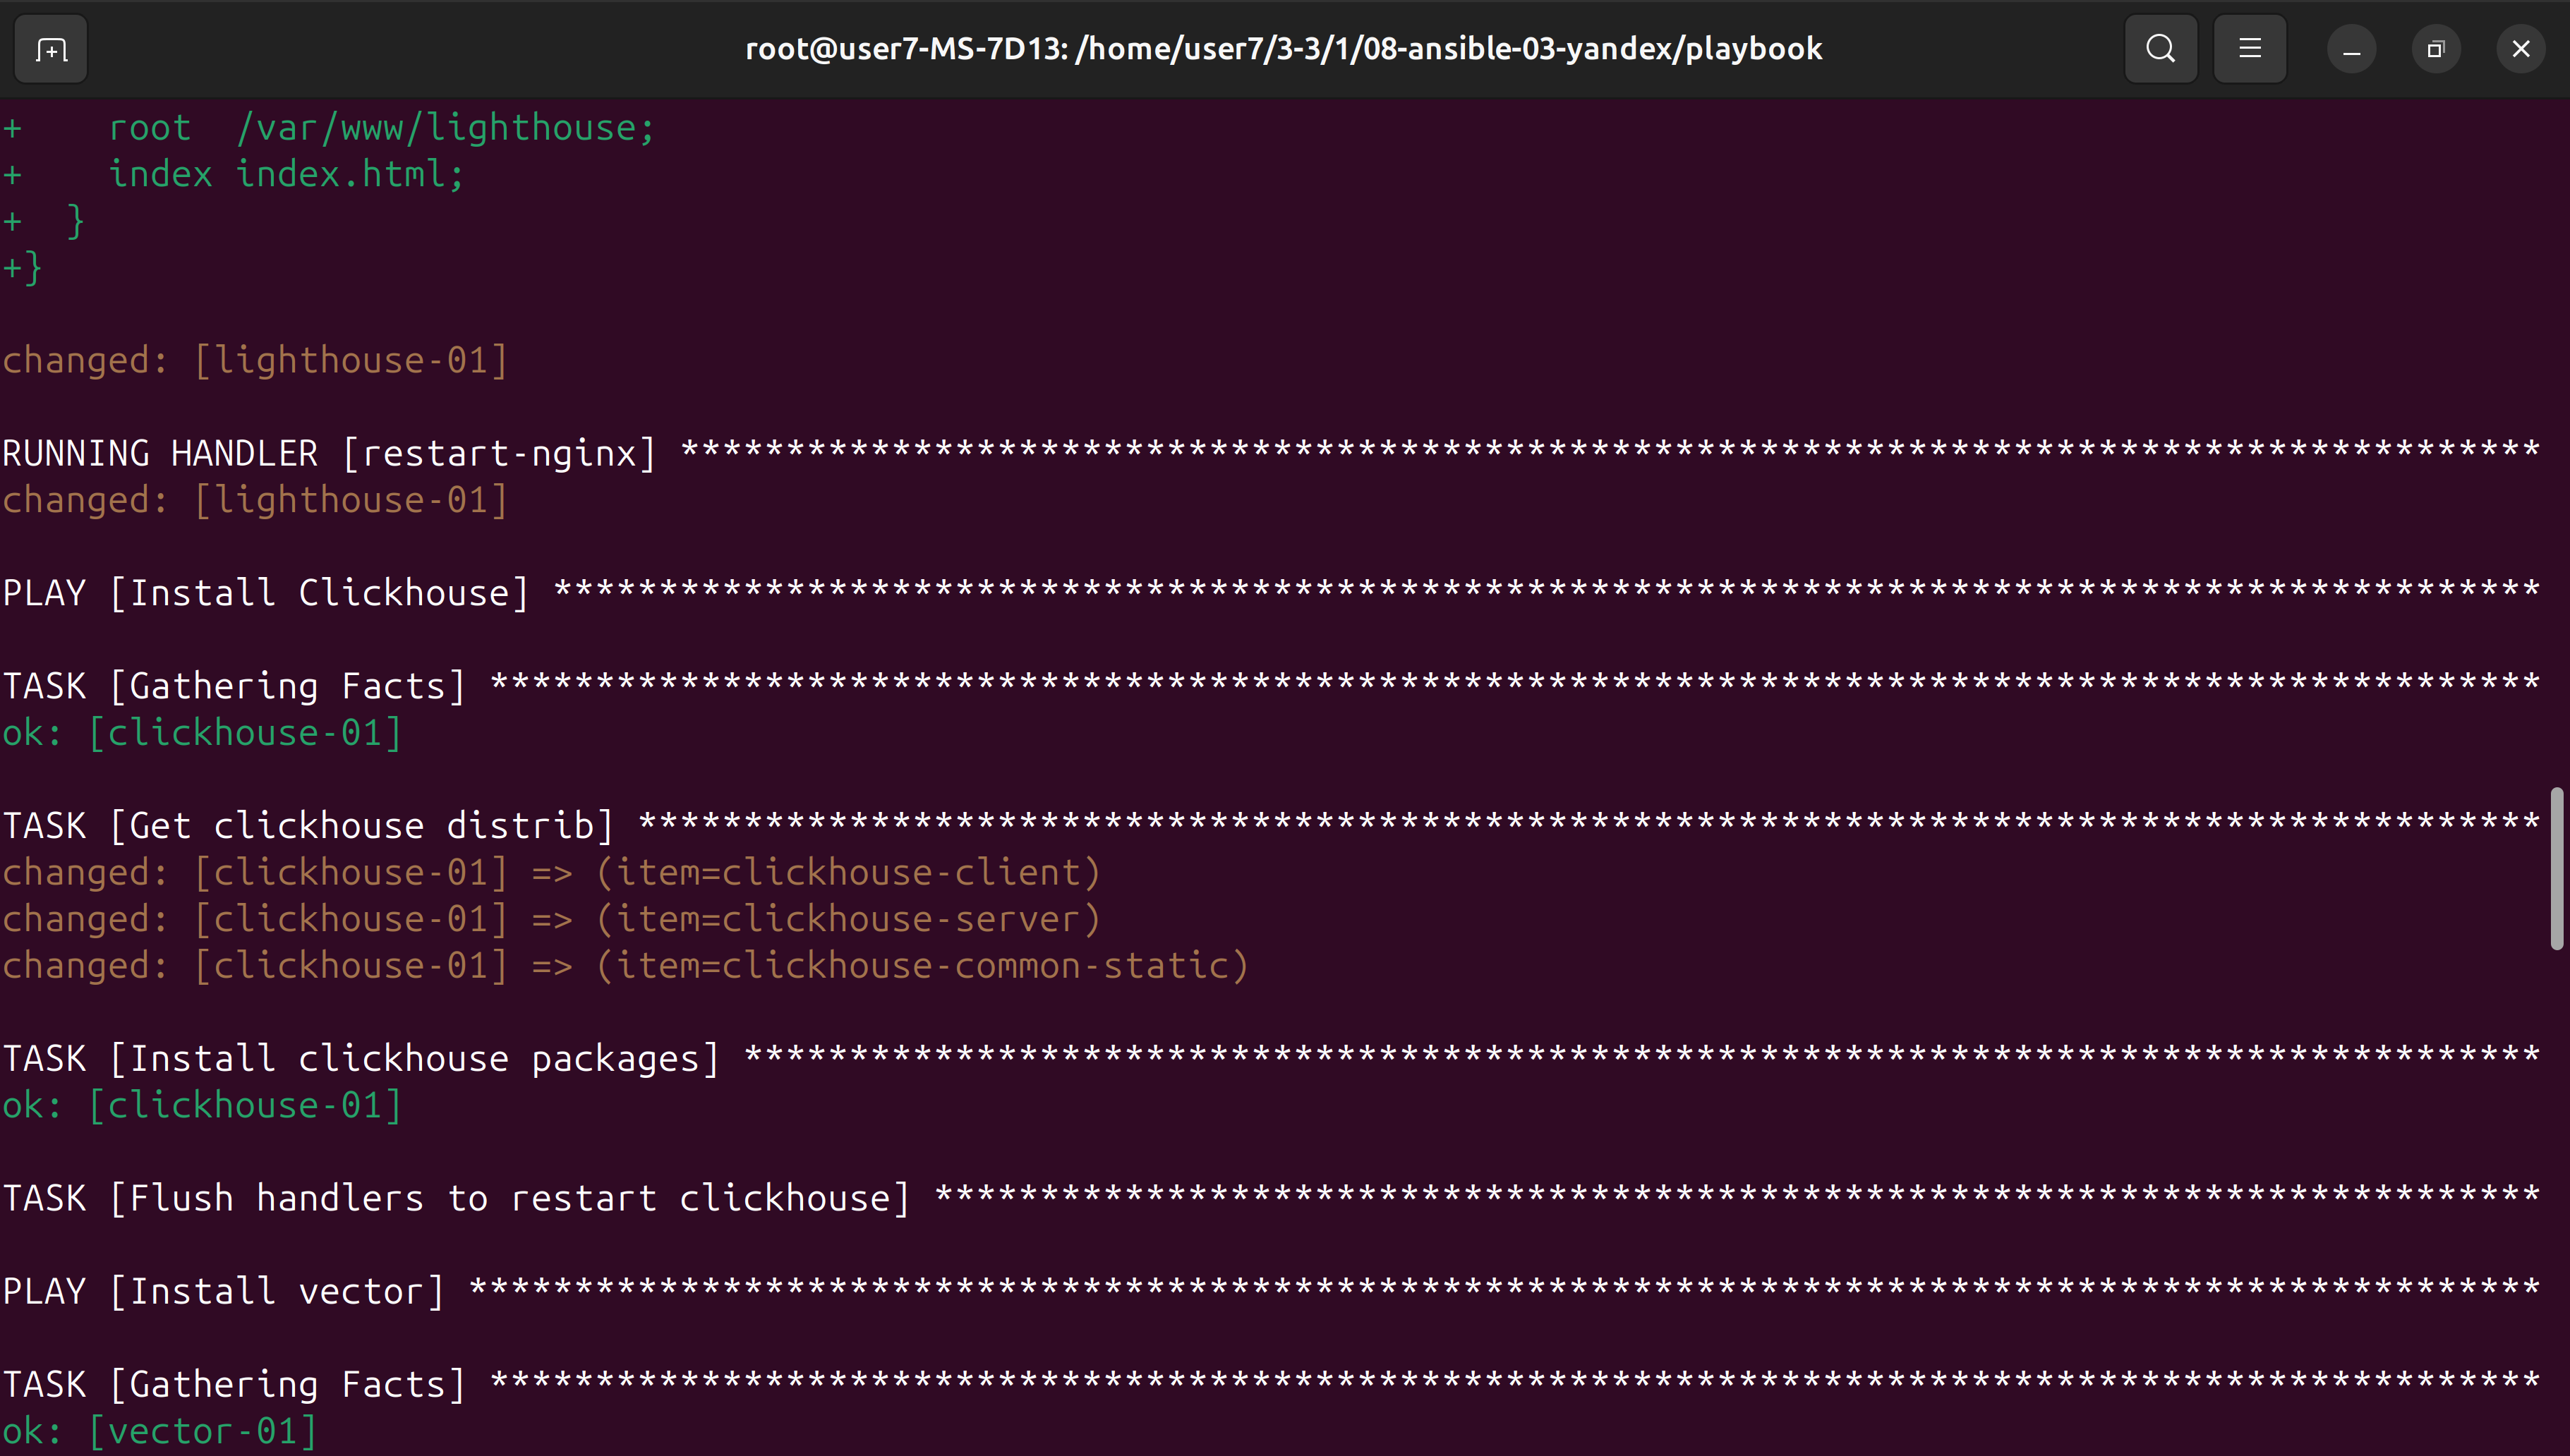 root@user7-MS-7D13: /home/user7/3-3/1/08-ansible-03-yandex/playbook
+    root  /var/www/lighthouse;
+    index index.html;
+  }
+}
changed: [lighthouse-01]
RUNNING HANDLER [restart-nginx] ****************************************************************************************
changed: [lighthouse-01]
PLAY [Install Clickhouse] **********************************************************************************************
TASK [Gathering Facts] *************************************************************************************************
ok: [clickhouse-01]
TASK [Get clickhouse distrib] ******************************************************************************************
changed: [clickhouse-01] => (item=clickhouse-client)
changed: [clickhouse-01] => (item=clickhouse-server)
changed: [clickhouse-01] => (item=clickhouse-common-static)
TASK [Install clickhouse packages] *************************************************************************************
ok: [clickhouse-01]
TASK [Flush handlers to restart clickhouse] ****************************************************************************
PLAY [Install vector] **************************************************************************************************
TASK [Gathering Facts] *************************************************************************************************
ok: [vector-01]